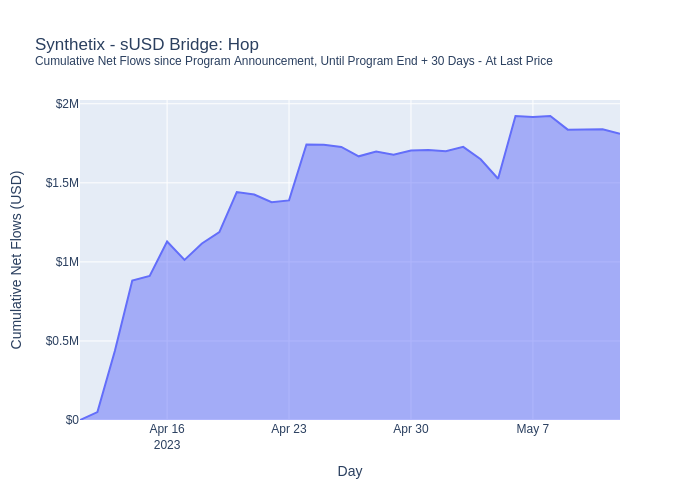 Synthetix - sUSD Bridge: Hop
Cumulative Net Flows since Program Announcement, Until Program End + 30 Days - At Last Price
Cumulative Net Flows (USD)
$2M
$1.5M
$1M
$0.5M
$0
Apr 16
2023
Apr 23
Apr 30
May 7
Day